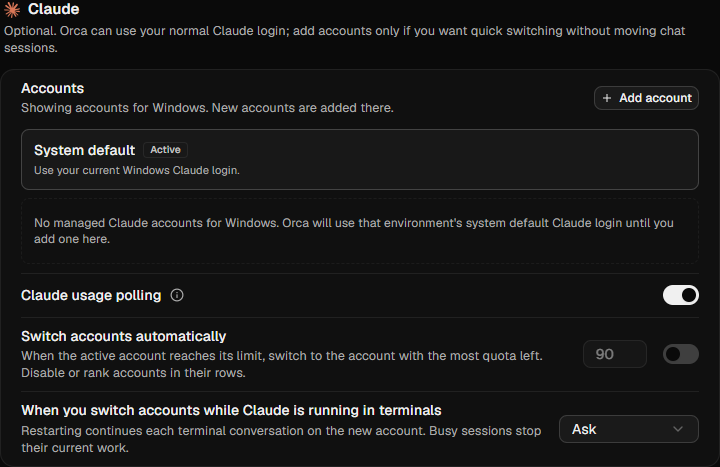 Claude
Optional. Orca can use your normal Claude login; add accounts only if you want quick switching without moving chat
sessions.
Accounts
Showing accounts for Windows. New accounts are added there.
+ Add account
System default Active
Use your current Windows Claude login.
No managed Claude accounts for Windows. Orca will use that environment's system default Claude login until you
add one here.
Claude usage polling
Switch accounts automatically
When the active account reaches its limit, switch to the account with the most quota left.
Disable or rank accounts in their rows.
90
When you switch accounts while Claude is running in terminals
Restarting continues each terminal conversation on the new account. Busy sessions stop
their current work.
Ask